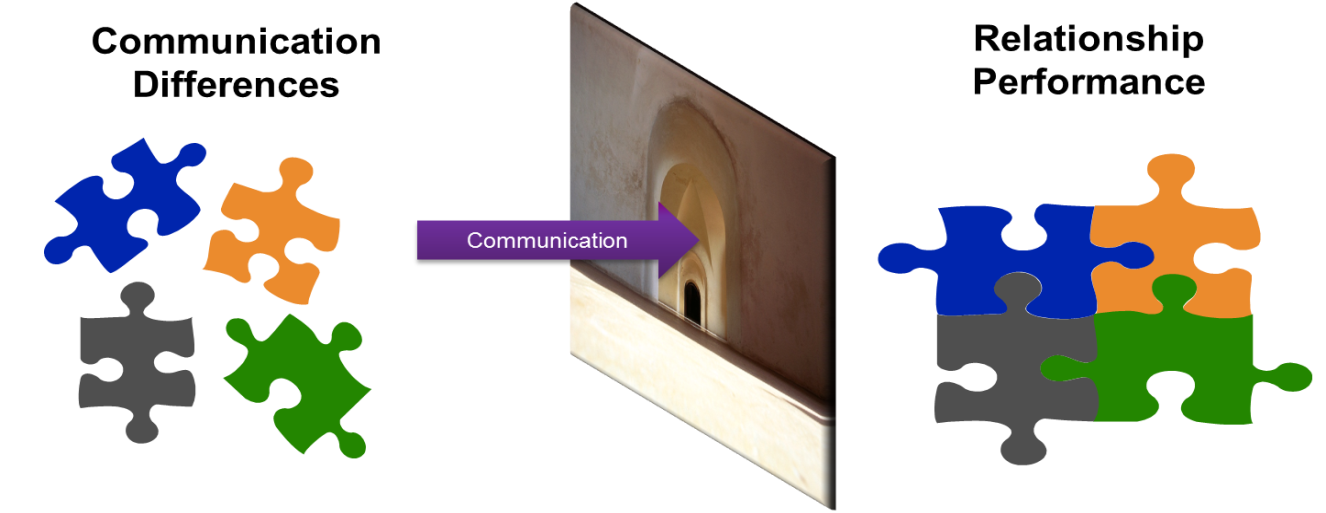 Communication
Differences
Communication
Relationship
Performance